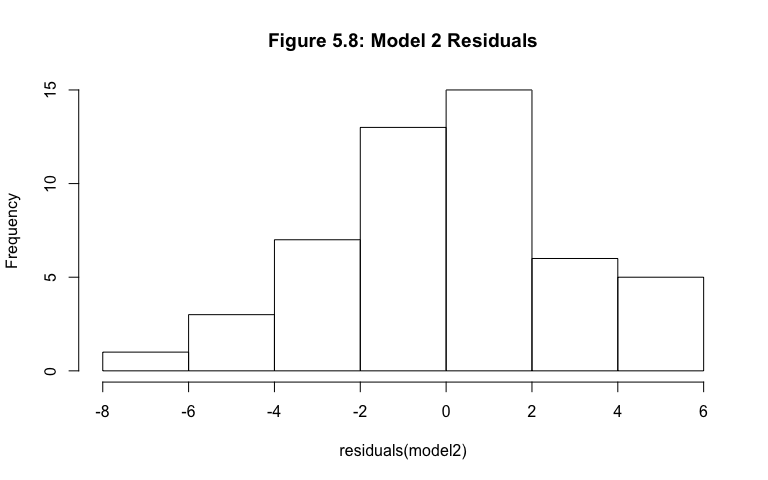 Figure 5.8: Model 2 Residuals
Frequency
15
10
5
0
-8 -6 -4 -2 0 2 4 6
residuals(model2)